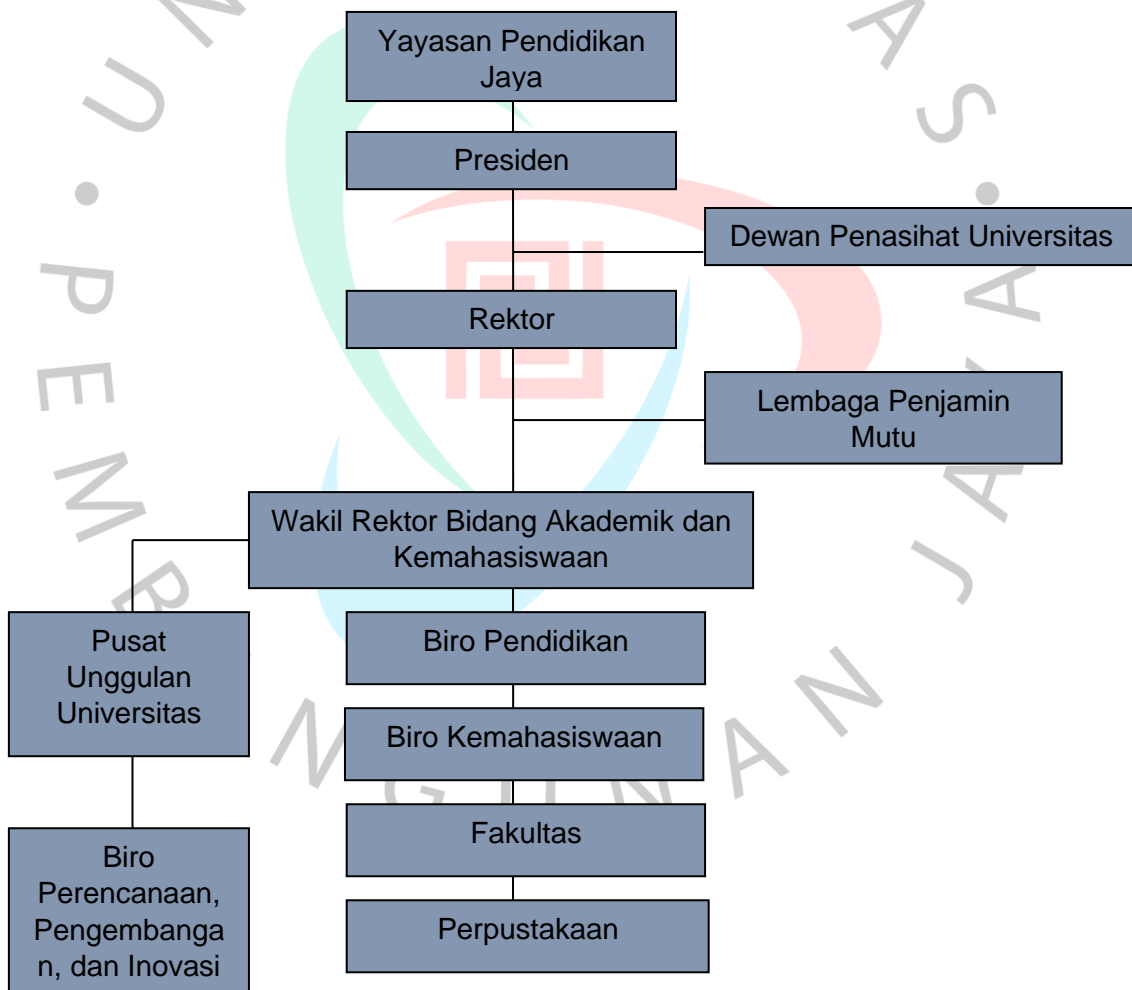 Yayasan Pendidikan
Jaya
Presiden
Dewan Penasihat Universitas
Rektor
Lembaga Penjamin
Mutu
Wakil Rektor Bidang Akademik dan
Kemahasiswaan
Pusat
Unggulan
Universitas
Biro Pendidikan
Biro Kemahasiswaan
Fakultas
Biro
Perencanaan,
Pengembanga
n, dan Inovasi
Perpustakaan